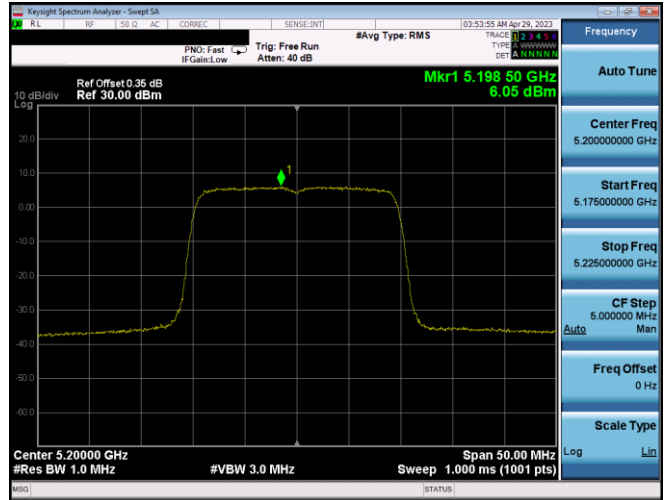 Keysight Spectrum Analyzer - Swept SA
LXI RL RF 50 Ω AC CORREC SENSE:INT 03:53:55 AM Apr 29, 2023
#Avg Type: RMS
TRACE 1 2 3 4 5 6
TYPE A WWWWW
DET A NNNNN
PNO: Fast
IFGain:Low
Trig: Free Run
Atten: 40 dB
Mkr1 5.198 50 GHz
6.05 dBm
Ref Offset 0.35 dB
Ref 30.00 dBm
10 dB/div
Log
20.0
10.0
0.00
-10.0
-20.0
-30.0
-40.0
-50.0
-60.0
1
Center 5.20000 GHz
#Res BW 1.0 MHz
#VBW 3.0 MHz
Span 50.00 MHz
Sweep 1.000 ms (1001 pts)
MSG
STATUS
Frequency
Auto Tune
Center Freq
5.200000000 GHz
Start Freq
5.175000000 GHz
Stop Freq
5.225000000 GHz
CF Step
5.000000 MHz
Auto Man
Freq Offset
0 Hz
Scale Type
Log Lin